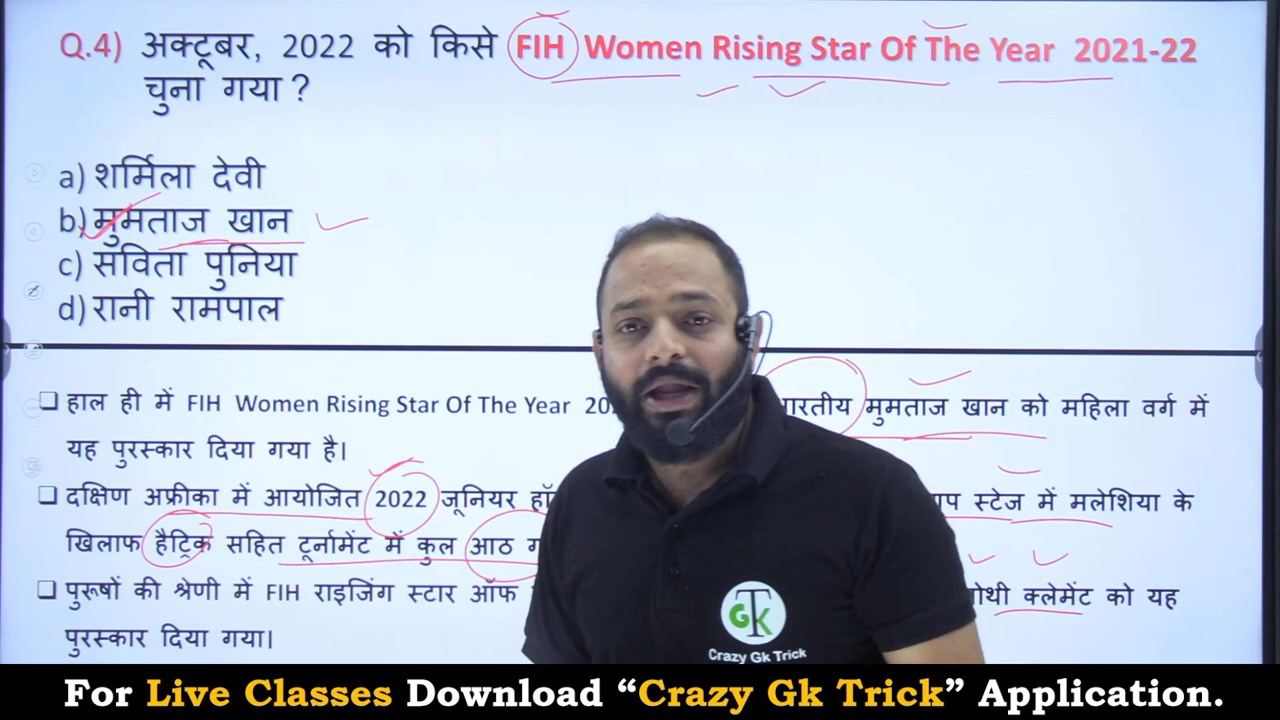 Q.4) अक्टूबर, 2022 को किसे FIH Women Rising Star Of The Year 2021-22
चुना गया ?
a) शर्मिला देवी
b) मुमताज खान
c) सविता पुनिया
d) रानी रामपाल
❑ हाल ही में FIH Women Rising Star Of The Year भारतीय मुमताज खान को महिला वर्ग में
यह पुरस्कार दिया गया है।
❑ दक्षिण अफ्रीका में आयोजित 2022 जूनियर स्टेज में मलेशिया के
खिलाफ हैट्रिक सहित टूर्नामेंट में कुल आठ
❑ पुरूषों की श्रेणी में FIH राइजिंग स्टार ऑफ क्लेमेंट को यह
पुरस्कार दिया गया।
GTK
Crazy Gk Trick
For Live Classes Download “Crazy Gk Trick” Application.